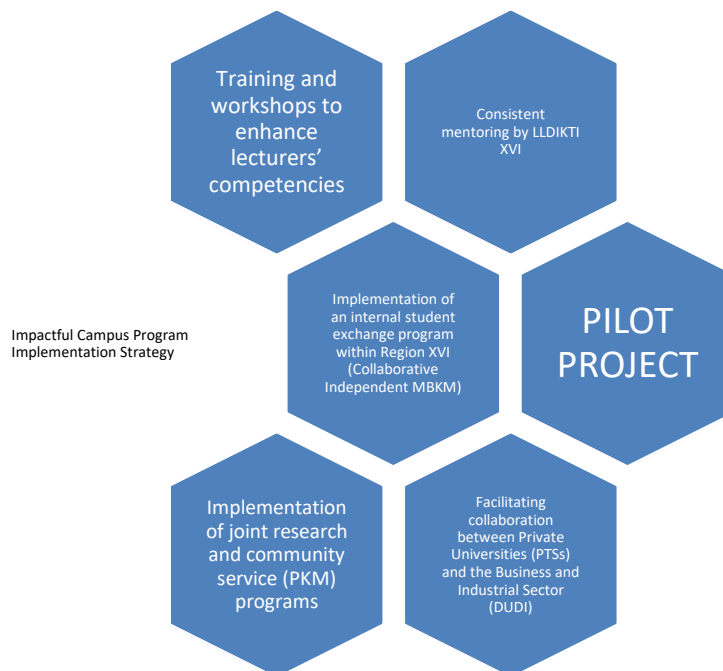 Training and
workshops to
enhance
lecturers’
competencies
Consistent
mentoring by LLDIKTI
XVI
Impactful Campus Program
Implementation Strategy
Implementation of
an internal student
exchange program
within Region XVI
(Collaborative
Independent MBKM)
PILOT
PROJECT
Implementation
of joint research
and community
service (PKM)
programs
Facilitating
collaboration
between Private
Universities (PTSs)
and the Business and
Industrial Sector
(DUDI)